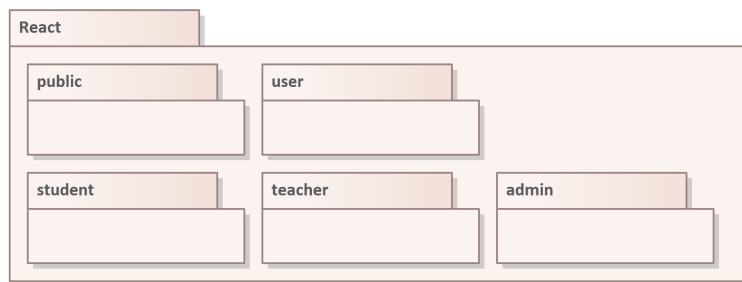 React
public
user
student
teacher
admin